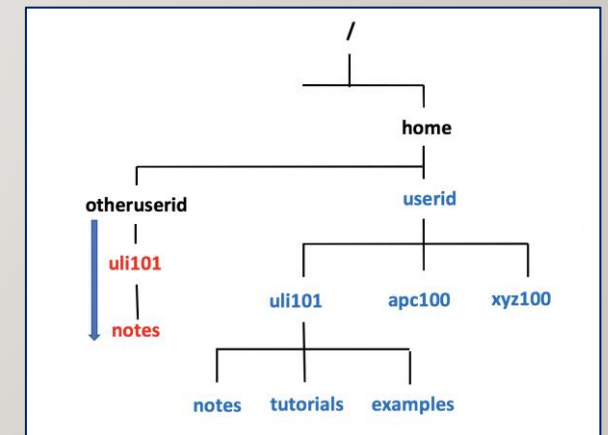 /
home
otheruserid
userid
uli101
uli101 apc100 xyz100
notes
notes tutorials examples